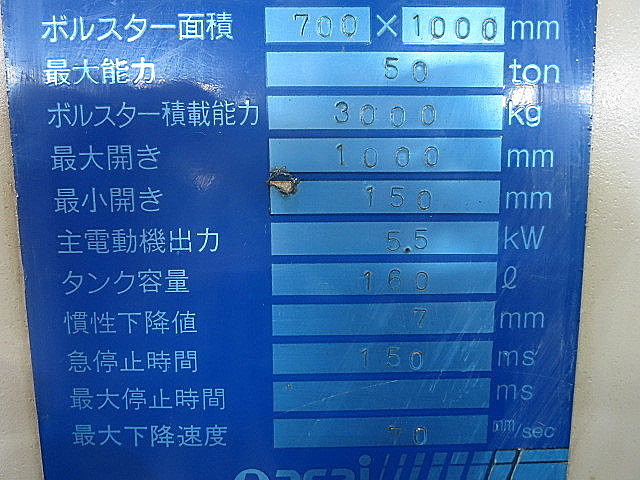 ボルスター面積 700 × 1000 mm
最大能力 50 ton
ボルスター積載能力 3000 kg
最大開き 1000 mm
最小開き 150 mm
主電動機出力 5.5 kW
タンク容量 160 ℓ
慣性下降値 7 mm
急停止時間 150 ms
最大停止時間 ms
最大下降速度 70 mm/sec